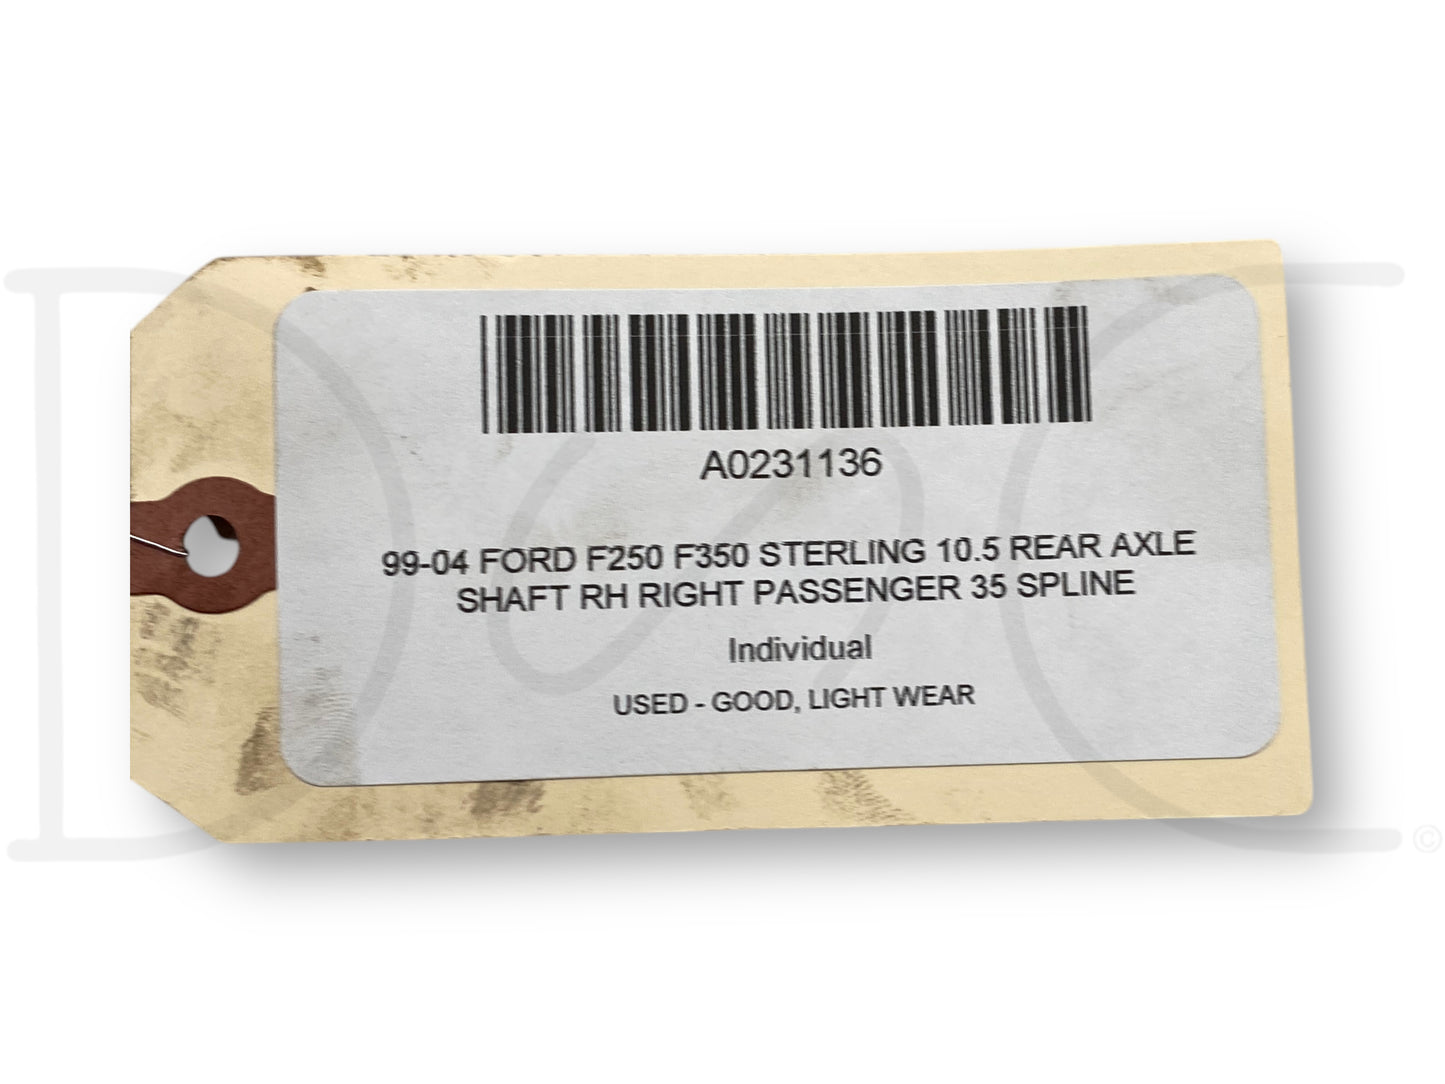 A0231136
99-04 FORD F250 F350 STERLING 10.5 REAR AXLE
SHAFT RH RIGHT PASSENGER 35 SPLINE
Individual
USED - GOOD, LIGHT WEAR
D&C ©